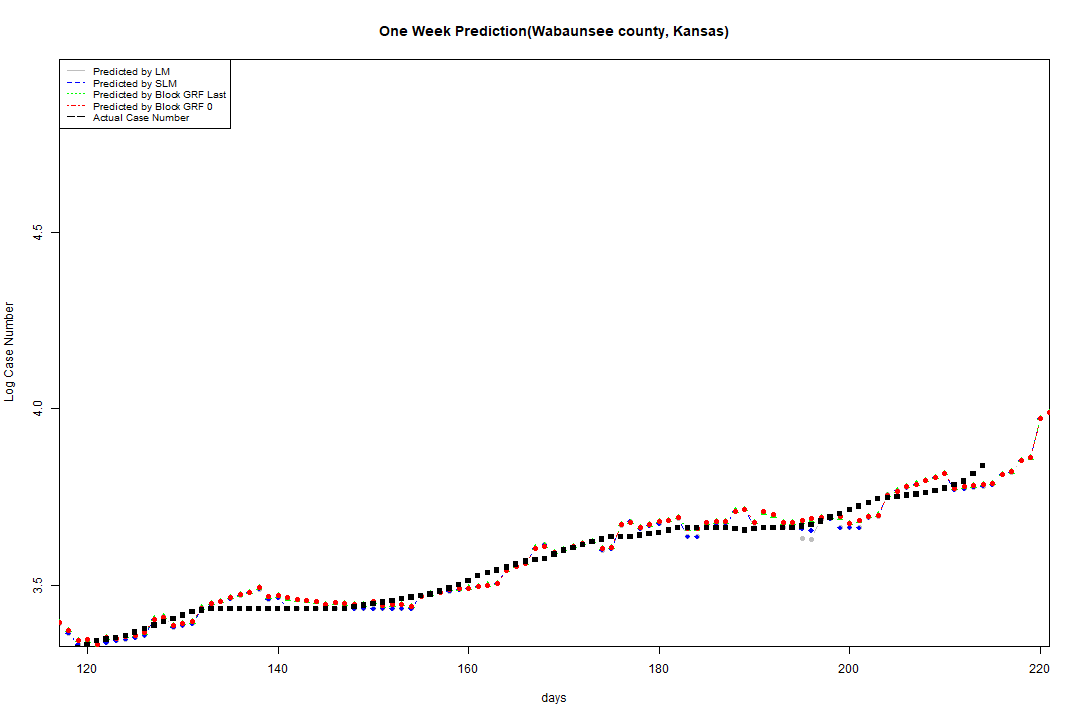 One Week Prediction(Wabaunsee county, Kansas)
Predicted by LM
Predicted by SLM
Predicted by Block GRF Last
Predicted by Block GRF 0
Actual Case Number
4.5
4.0
3.5
Log Case Number
120 140 160 180 200 220
days